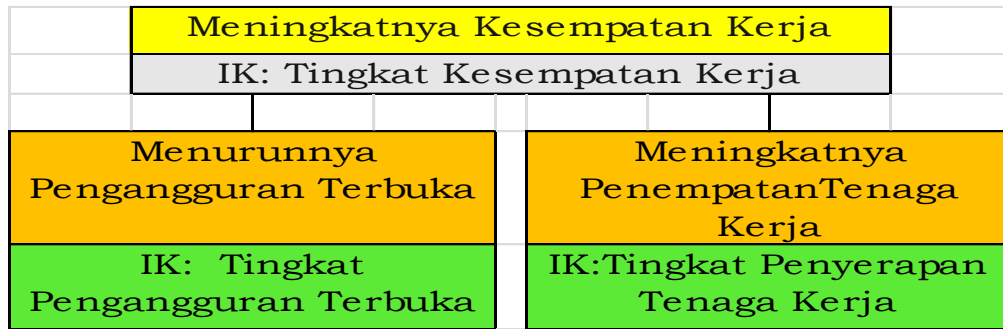 Meningkatnya Kesempatan Kerja
IK: Tingkat Kesempatan Kerja
Menurunnya
Pengangguran Terbuka
IK: Tingkat
Pengangguran Terbuka
Meningkatnya
PenempatanTenaga
Kerja
IK:Tingkat Penyerapan
Tenaga Kerja